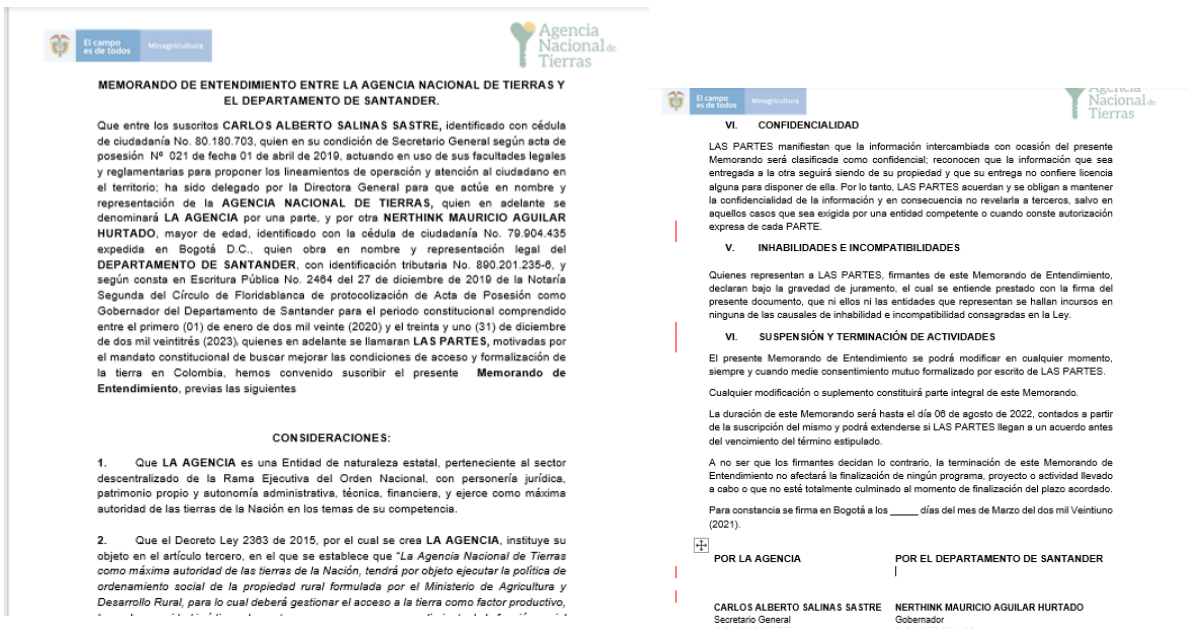 El campo
es de todos
Minagricultura
Agencia
Nacional de
Tierras
MEMORANDO DE ENTENDIMIENTO ENTRE LA AGENCIA NACIONAL DE TIERRAS Y
EL DEPARTAMENTO DE SANTANDER.
Que entre los suscritos CARLOS ALBERTO SALINAS SASTRE, identificado con cédula
de ciudadanía No. 80.180.703, quien en su condición de Secretario General según acta de
posesión Nº 021 de fecha 01 de abril de 2019, actuando en uso de sus facultades legales
y reglamentarias para proponer los lineamientos de operación y atención al ciudadano en
el territorio; ha sido delegado por la Directora General para que actúe en nombre y
representación de la AGENCIA NACIONAL DE TIERRAS, quien en adelante se
denominará LA AGENCIA por una parte, y por otra NERTHINK MAURICIO AGUILAR
HURTADO, mayor de edad, identificado con la cédula de ciudadanía No. 79.904.435
expedida en Bogotá D.C., quien obra en nombre y representación legal del
DEPARTAMENTO DE SANTANDER, con identificación tributaria No. 890.201.235-6, y
según consta en Escritura Pública No. 2464 del 27 de diciembre de 2019 de la Notaría
Segunda del Círculo de Floridablanca de protocolización de Acta de Posesión como
Gobernador del Departamento de Santander para el periodo constitucional comprendido
entre el primero (01) de enero de dos mil veinte (2020) y el treinta y uno (31) de diciembre
de dos mil veintitrés (2023), quienes en adelante se llamaran LAS PARTES, motivadas por
el mandato constitucional de buscar mejorar las condiciones de acceso y formalización de
la tierra en Colombia, hemos convenido suscribir el presente Memorando de
Entendimiento, previas las siguientes
CONSIDERACIONES:
1. Que LA AGENCIA es una Entidad de naturaleza estatal, perteneciente al sector
descentralizado de la Rama Ejecutiva del Orden Nacional, con personería jurídica,
patrimonio propio y autonomía administrativa, técnica, financiera, y ejerce como máxima
autoridad de las tierras de la Nación en los temas de su competencia.
2. Que el Decreto Ley 2363 de 2015, por el cual se crea LA AGENCIA, instituye su
objeto en el artículo tercero, en el que se establece que “La Agencia Nacional de Tierras
como máxima autoridad de las tierras de la Nación, tendrá por objeto ejecutar la política de
ordenamiento social de la propiedad rural formulada por el Ministerio de Agricultura y
Desarrollo Rural, para lo cual deberá gestionar el acceso a la tierra como factor productivo,
El campo
es de todos
Minagricultura
Agencia
Nacional de
Tierras
VI. CONFIDENCIALIDAD
LAS PARTES manifiestan que la información intercambiada con ocasión del presente
Memorando será clasificada como confidencial; reconocen que la información que sea
entregada a la otra seguirá siendo de su propiedad y que su entrega no confiere licencia
alguna para disponer de ella. Por lo tanto, LAS PARTES acuerdan y se obligan a mantener
la confidencialidad de la información y en consecuencia no revelarla a terceros, salvo en
aquellos casos que sea exigida por una entidad competente o cuando conste autorización
expresa de cada PARTE.
V. INHABILIDADES E INCOMPATIBILIDADES
Quienes representan a LAS PARTES, firmantes de este Memorando de Entendimiento,
declaran bajo la gravedad de juramento, el cual se entiende prestado con la firma del
presente documento, que ni ellos ni las entidades que representan se hallan incursos en
ninguna de las causales de inhabilidad e incompatibilidad consagradas en la Ley.
VI. SUSPENSIÓN Y TERMINACIÓN DE ACTIVIDADES
El presente Memorando de Entendimiento se podrá modificar en cualquier momento,
siempre y cuando medie consentimiento mutuo formalizado por escrito de LAS PARTES.
Cualquier modificación o suplemento constituirá parte integral de este Memorando.
La duración de este Memorando será hasta el día 06 de agosto de 2022, contados a partir
de la suscripción del mismo y podrá extenderse si LAS PARTES llegan a un acuerdo antes
del vencimiento del término estipulado.
A no ser que los firmantes decidan lo contrario, la terminación de este Memorando de
Entendimiento no afectará la finalización de ningún programa, proyecto o actividad llevado
a cabo o que no esté totalmente culminado al momento de finalización del plazo acordado.
Para constancia se firma en Bogotá a los _____ días del mes de Marzo del dos mil Veintiuno
(2021).
POR LA AGENCIA POR EL DEPARTAMENTO DE SANTANDER
CARLOS ALBERTO SALINAS SASTRE NERTHINK MAURICIO AGUILAR HURTADO
Secretario General Gobernador